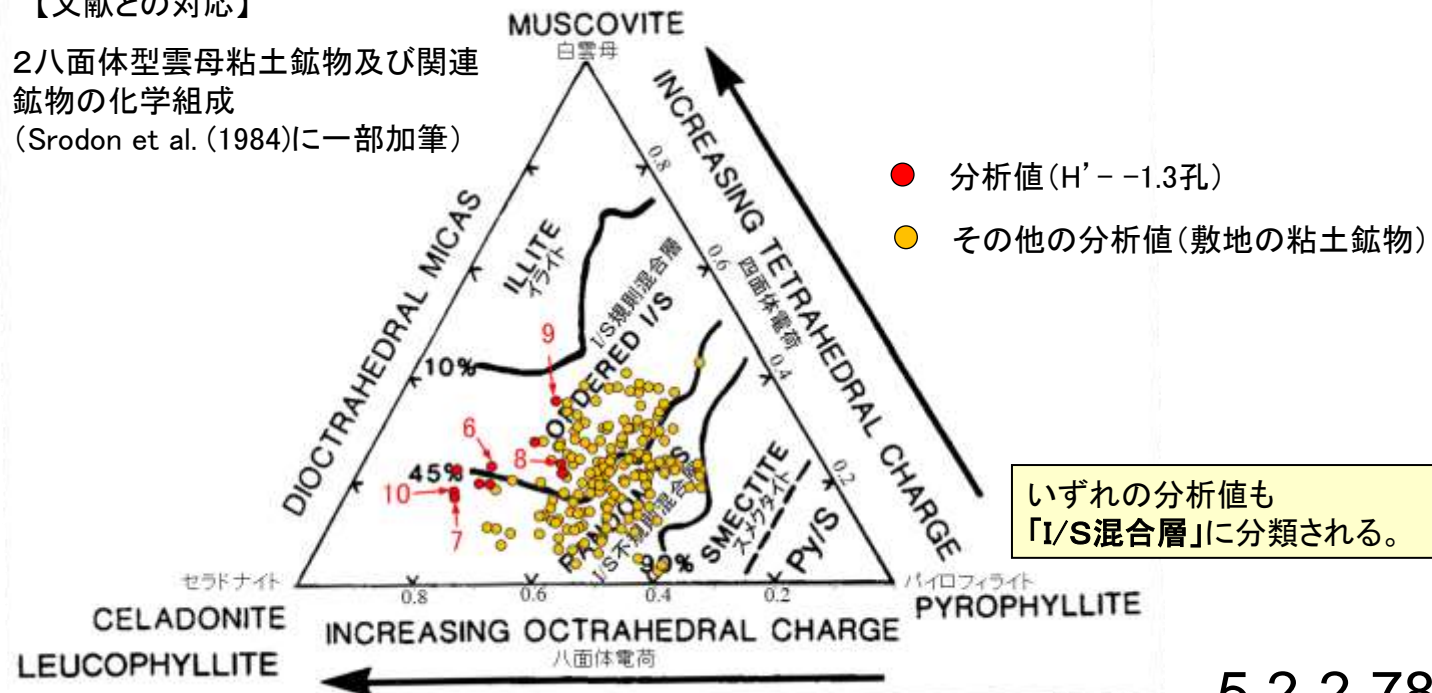 【文献との対応】
2八面体型雲母粘土鉱物及び関連
鉱物の化学組成
(Srodon et al. (1984)に一部加筆)
MUSCOVITE
白雲母
INCREASING TETRAHEDRAL CHARGE
四面体電荷
0.8
0.6
0.4
0.2
DIOCTRAHEDRAL MICAS
ILLITE
イライト
I/S規則混合層
ORDERED I/S
10%
9
6
45%
8
10
7
I/S不規則混合層
90%
SMECTITE
スメクタイト
Py/S
● 分析値(H’- -1.3孔)
● その他の分析値(敷地の粘土鉱物)
いずれの分析値も
「I/S混合層」に分類される。
セラドナイト
0.8
0.6
0.4
0.2
パイロフィライト
CELADONITE
PYROPHYLLITE
INCREASING OCTRAHEDRAL CHARGE
八面体電荷
LEUCOPHYLLITE
5.2.2-78